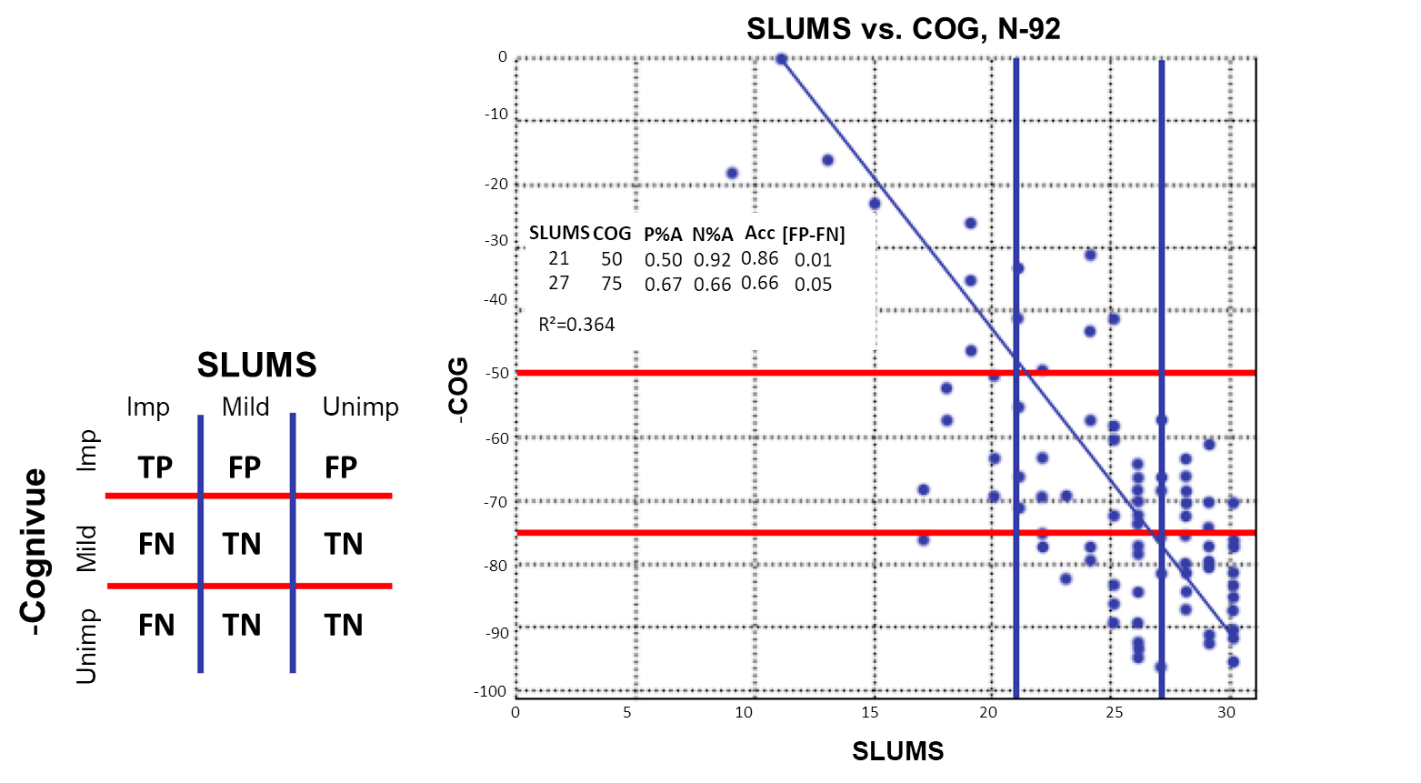 SLUMS vs. COG, N-92
SLUMS
Imp Mild Unimp
-Cognivue
Imp
TP FP FP
Mild
FN TN TN
Unimp
FN TN TN
-COG
0
-10
-20
-30
-40
-50
-60
-70
-80
-90
-100
SLUMS COG P%A N%A Acc [FP-FN]
21 50 0.50 0.92 0.86 0.01
27 75 0.67 0.66 0.66 0.05
R²=0.364
0 5 10 15 20 25 30
SLUMS